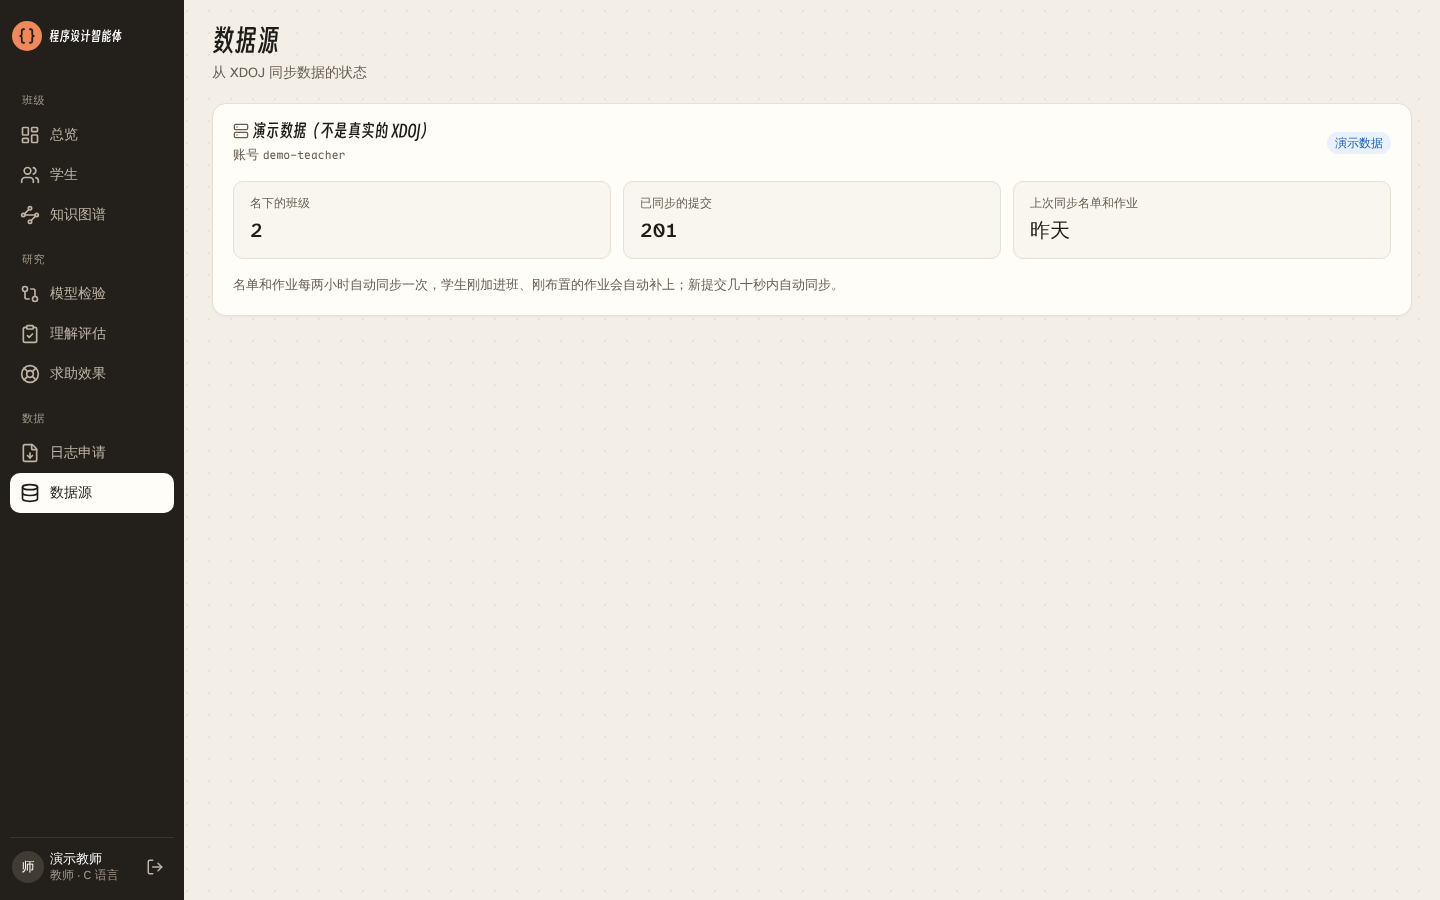 { } 程序设计智能体
班级
总览
学生
知识图谱
研究
模型检验
理解评估
求助效果
数据
日志申请
数据源
师
演示教师
教师 · C 语言
数据源
从 XDOJ 同步数据的状态
演示数据（不是真实的 XDOJ）
账号 demo-teacher
演示数据
名下的班级
2
已同步的提交
201
上次同步名单和作业
昨天
名单和作业每两小时自动同步一次，学生刚加进班、刚布置的作业会自动补上；新提交几十秒内自动同步。